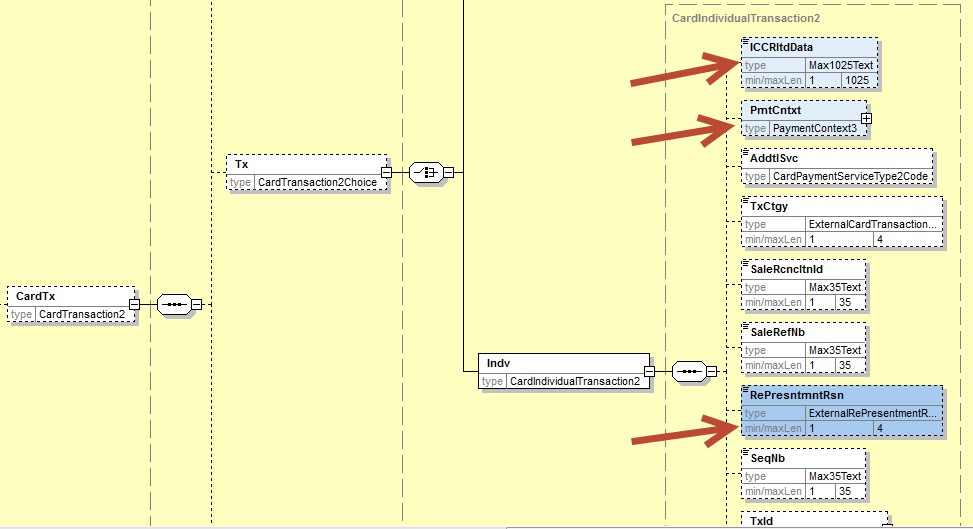 CardIndividualTransaction2
ICCRltdData
type Max1025Text
min/maxLen 1 1025
PmtCntxt
type PaymentContext3
AddtlSvc
type CardPaymentServiceType2Code
TxCtgy
type ExternalCardTransaction...
min/maxLen 1 4
SaleRcncltnId
type Max35Text
min/maxLen 1 35
SaleRefNb
type Max35Text
min/maxLen 1 35
RePresntmntRsn
type ExternalRePresentmentR...
min/maxLen 1 4
SeqNb
type Max35Text
min/maxLen 1 35
TxId
Tx
type CardTransaction2Choice
CardTx
type CardTransaction2
Indv
type CardIndividualTransaction2